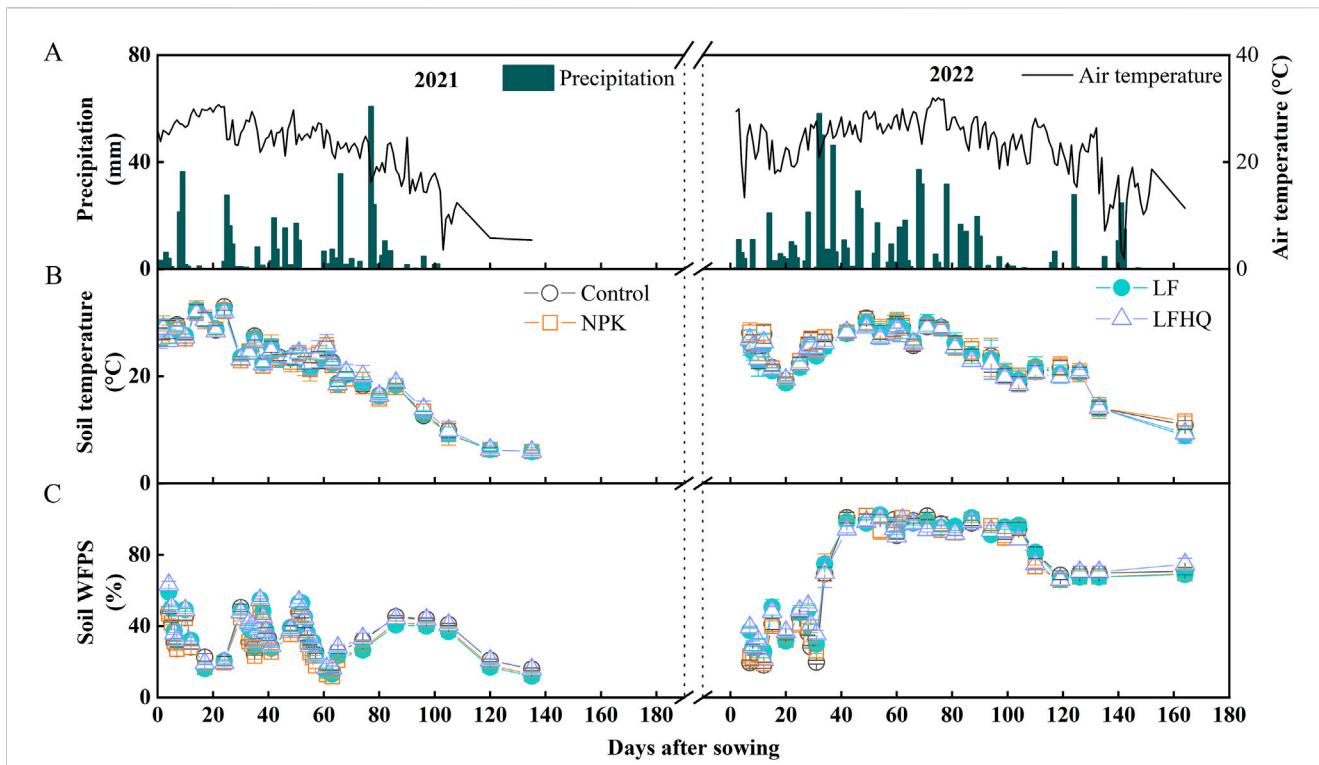 A
80
40
2021
Precipitation
2022
Air temperature
Precipitation
(mm)
40
20
Air temperature (°C)
0
0
B
Control
NPK
LF
LFHQ
Soil temperature
(°C)
20
0
C
Soil WFPS
(%)
80
40
0
0 20 40 60 80 100 120 140 160 180
0 20 40 60 80 100 120 140 160 180
Days after sowing